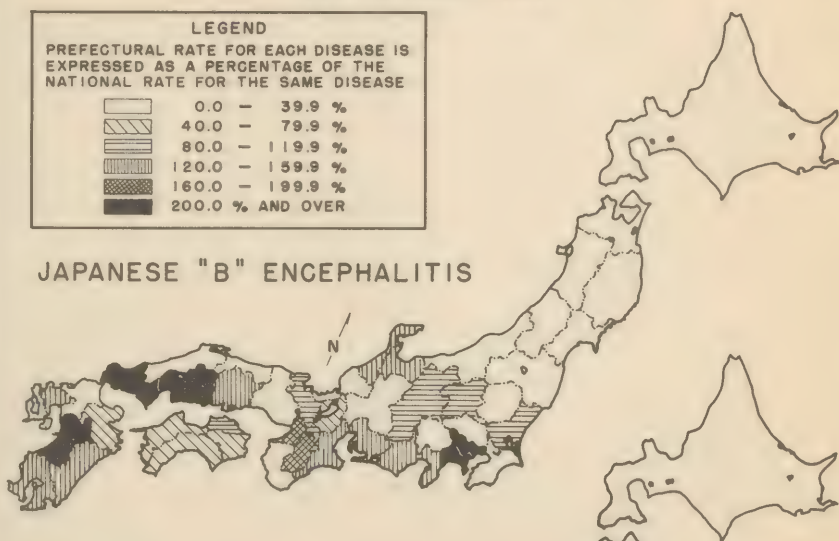 LEGEND
PREFECTURAL RATE FOR EACH DISEASE IS
EXPRESSED AS A PERCENTAGE OF THE
NATIONAL RATE FOR THE SAME DISEASE
0.0 – 39.9 %
40.0 – 79.9 %
80.0 – 119.9 %
120.0 – 159.9 %
160.0 – 199.9 %
200.0 % AND OVER
JAPANESE "B" ENCEPHALITIS
N